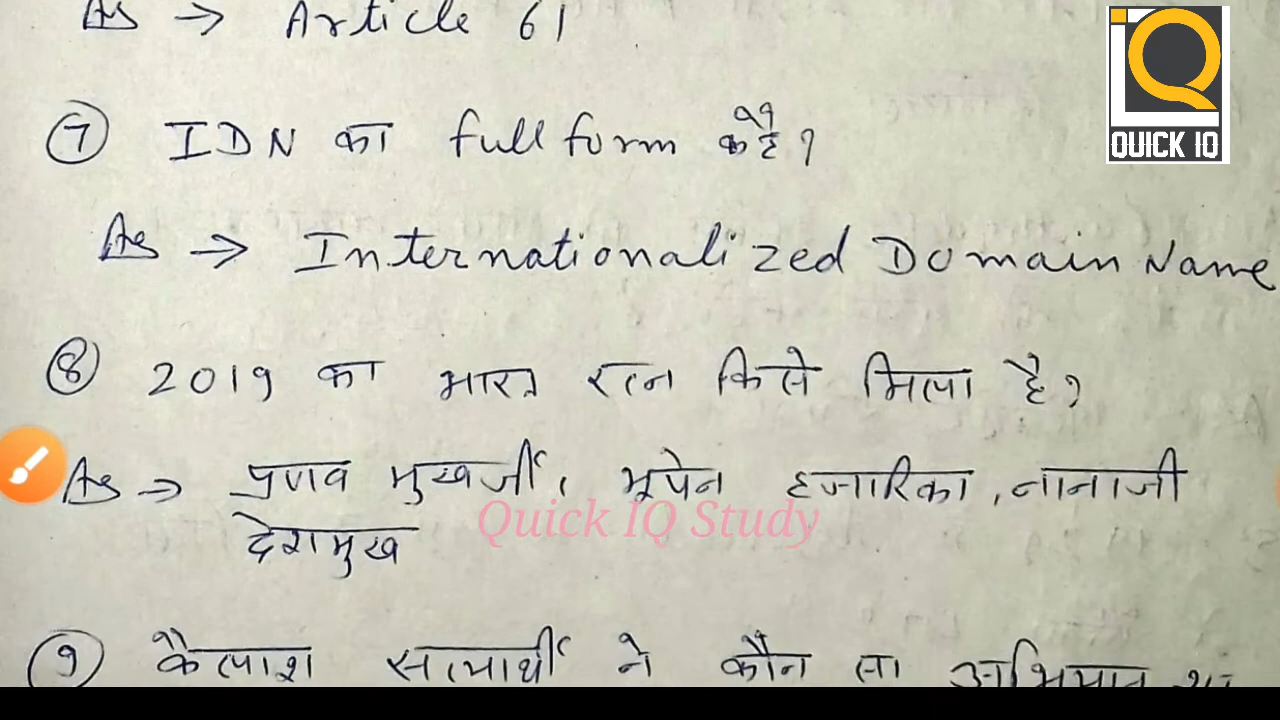 As → Article 61
QUICK IQ
⑦ IDN का full form
As → Internationalized Domain Name
⑧ 2019 का भारत रत्न किसे मिला है?
As → प्रणव मुखर्जी, भूपेन हजारिका, नानाजी
Quick IQ Study
देशमुख
⑨ कैलाश सत्यार्थी ने कौन सा अभियान